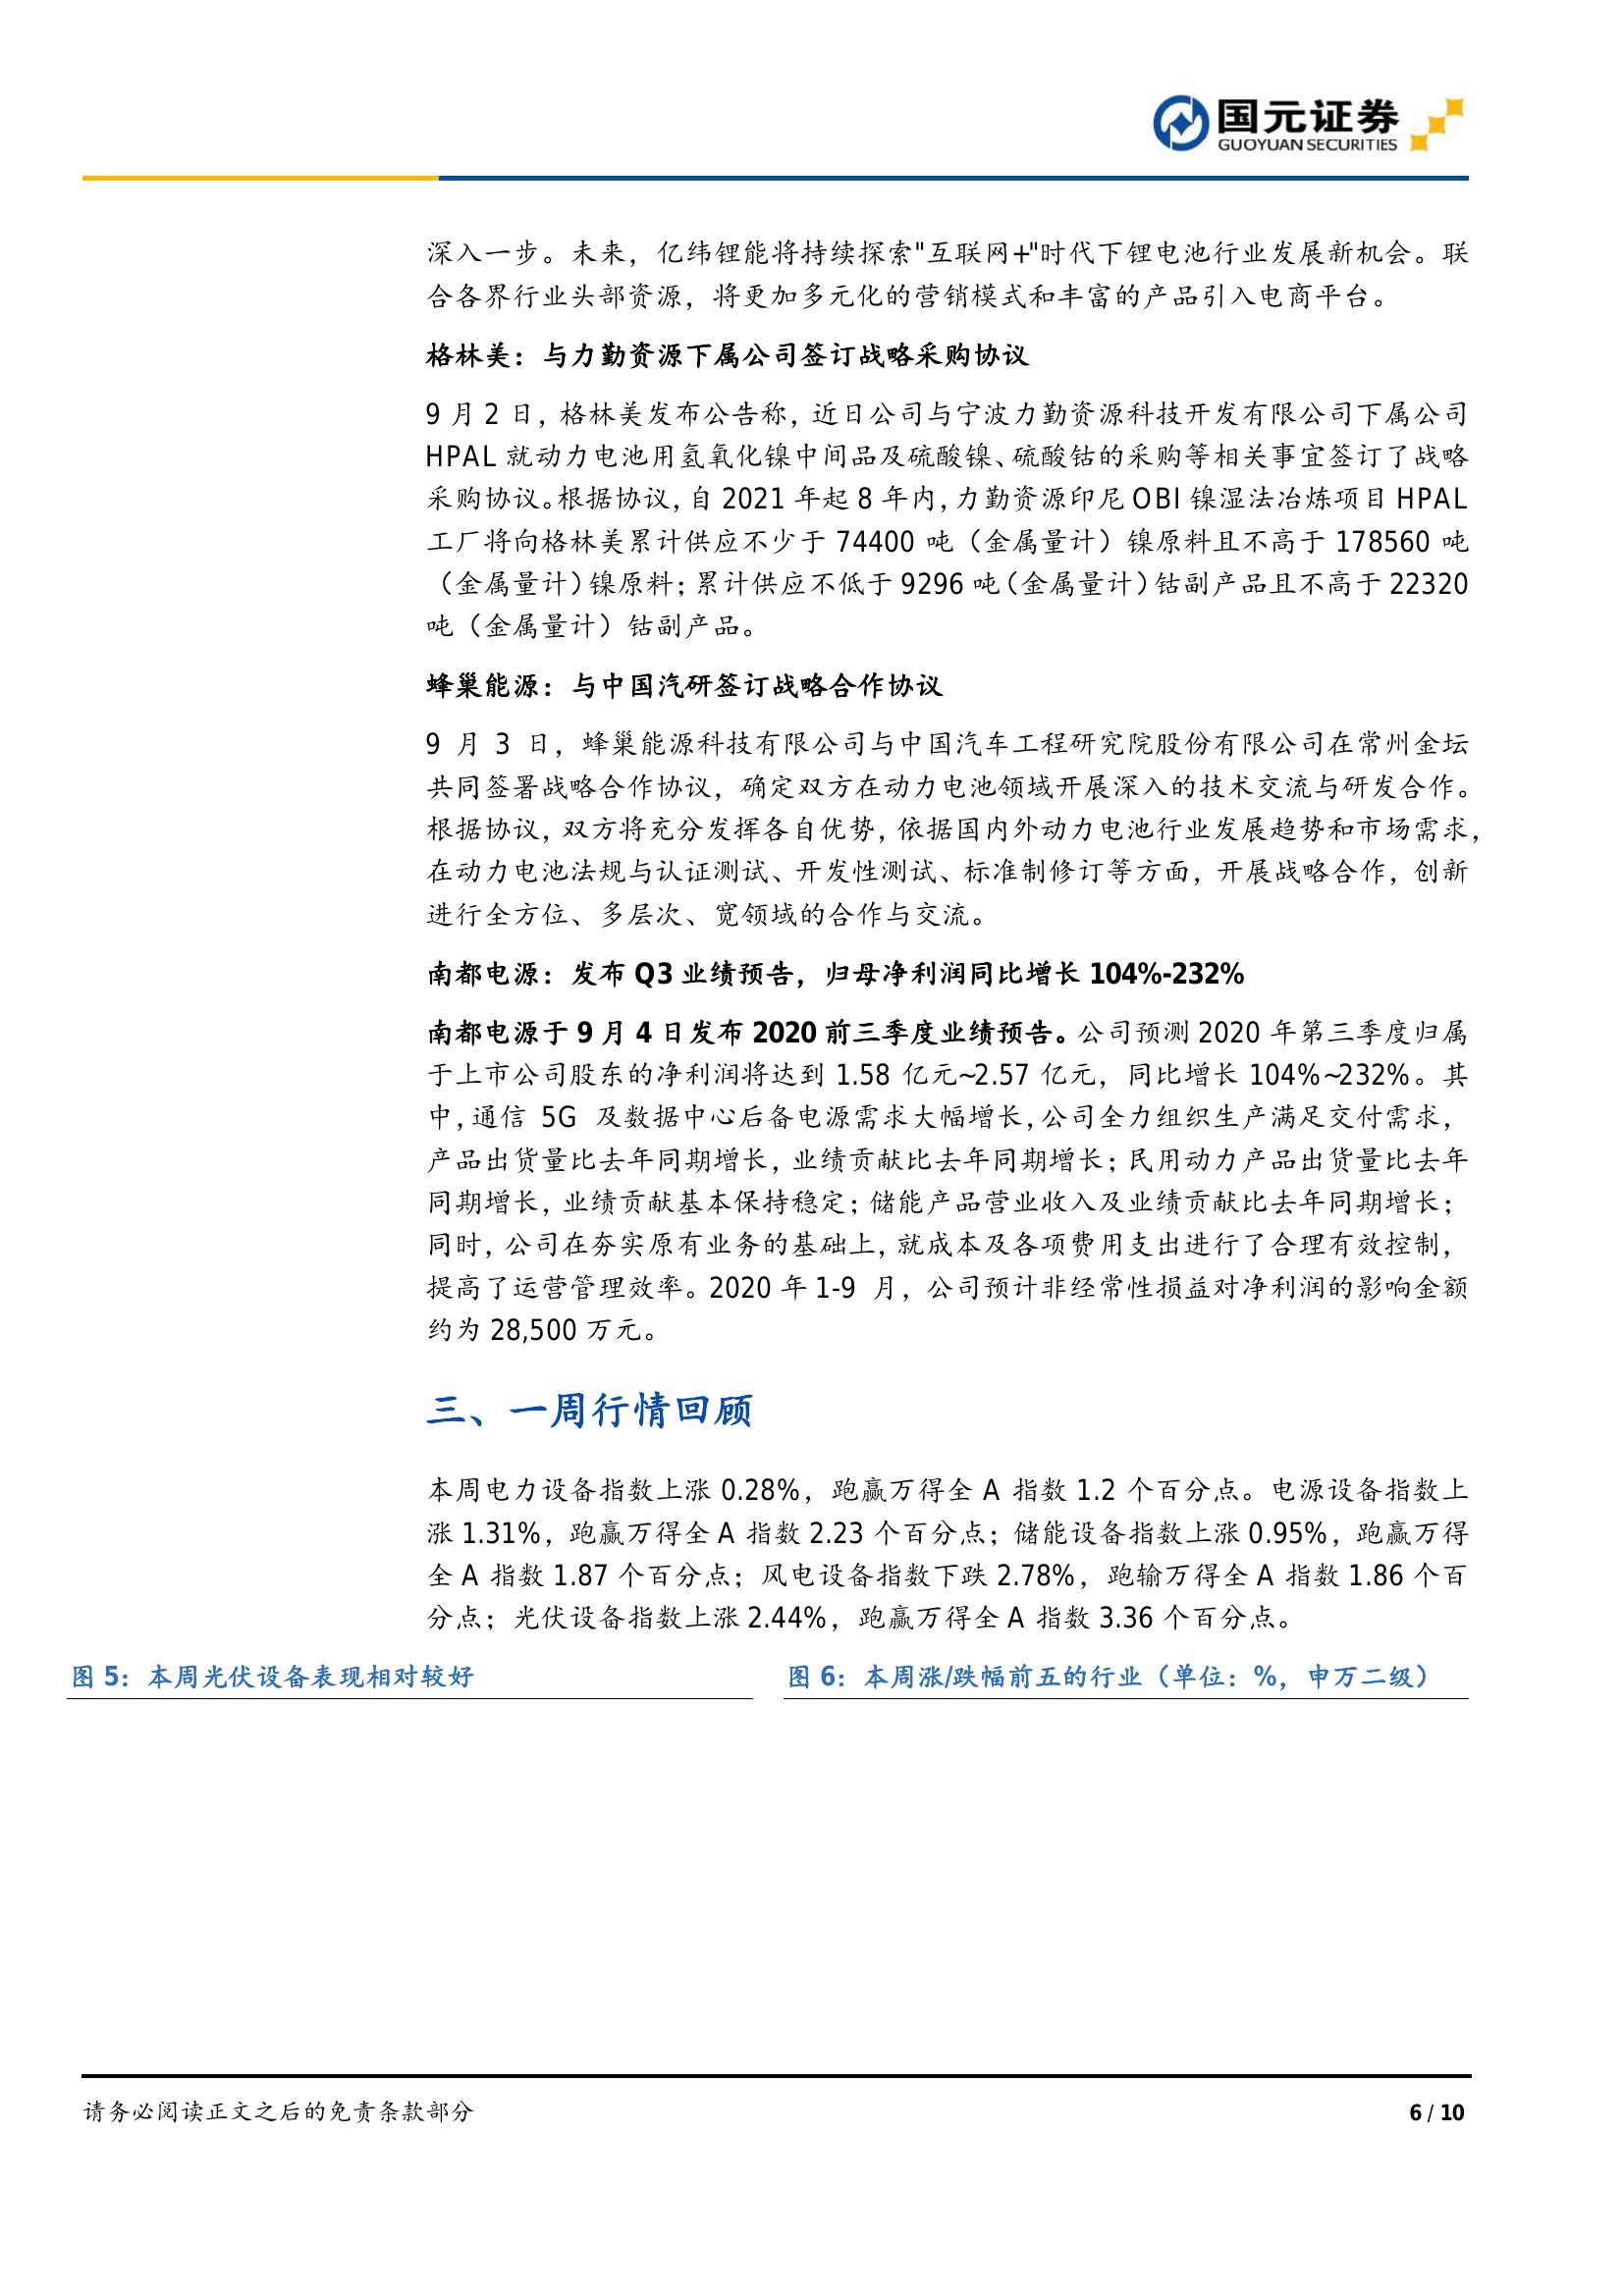 国元证券
GUOYUAN SECURITIES
深入一步。未来，亿纬锂能将持续探索"互联网+"时代下锂电池行业发展新机会。联
合各界行业头部资源，将更加多元化的营销模式和丰富的产品引入电商平台。
格林美：与力勤资源下属公司签订战略采购协议
9 月 2 日，格林美发布公告称，近日公司与宁波力勤资源科技开发有限公司下属公司
HPAL 就动力电池用氢氧化镍中间品及硫酸镍、硫酸钴的采购等相关事宜签订了战略
采购协议。根据协议，自 2021 年起 8 年内，力勤资源印尼 OBI 镍湿法冶炼项目 HPAL
工厂将向格林美累计供应不少于 74400 吨（金属量计）镍原料且不高于 178560 吨
（金属量计）镍原料；累计供应不低于 9296 吨（金属量计）钴副产品且不高于 22320
吨（金属量计）钴副产品。
蜂巢能源：与中国汽研签订战略合作协议
9 月 3 日，蜂巢能源科技有限公司与中国汽车工程研究院股份有限公司在常州金坛
共同签署战略合作协议，确定双方在动力电池领域开展深入的技术交流与研发合作。
根据协议，双方将充分发挥各自优势，依据国内外动力电池行业发展趋势和市场需求，
在动力电池法规与认证测试、开发性测试、标准制修订等方面，开展战略合作，创新
进行全方位、多层次、宽领域的合作与交流。
南都电源：发布 Q3 业绩预告，归母净利润同比增长 104%-232%
南都电源于 9 月 4 日发布 2020 前三季度业绩预告。公司预测 2020 年第三季度归属
于上市公司股东的净利润将达到 1.58 亿元~2.57 亿元，同比增长 104%~232%。其
中，通信 5G 及数据中心后备电源需求大幅增长，公司全力组织生产满足交付需求，
产品出货量比去年同期增长，业绩贡献比去年同期增长；民用动力产品出货量比去年
同期增长，业绩贡献基本保持稳定；储能产品营业收入及业绩贡献比去年同期增长；
同时，公司在夯实原有业务的基础上，就成本及各项费用支出进行了合理有效控制，
提高了运营管理效率。2020 年 1-9 月，公司预计非经常性损益对净利润的影响金额
约为 28,500 万元。
三、一周行情回顾
本周电力设备指数上涨 0.28%，跑赢万得全 A 指数 1.2 个百分点。电源设备指数上
涨 1.31%，跑赢万得全 A 指数 2.23 个百分点；储能设备指数上涨 0.95%，跑赢万得
全 A 指数 1.87 个百分点；风电设备指数下跌 2.78%，跑输万得全 A 指数 1.86 个百
分点；光伏设备指数上涨 2.44%，跑赢万得全 A 指数 3.36 个百分点。
图 5：本周光伏设备表现相对较好
图 6：本周涨/跌幅前五的行业（单位：%，申万二级）
请务必阅读正文之后的免责条款部分
6 / 10